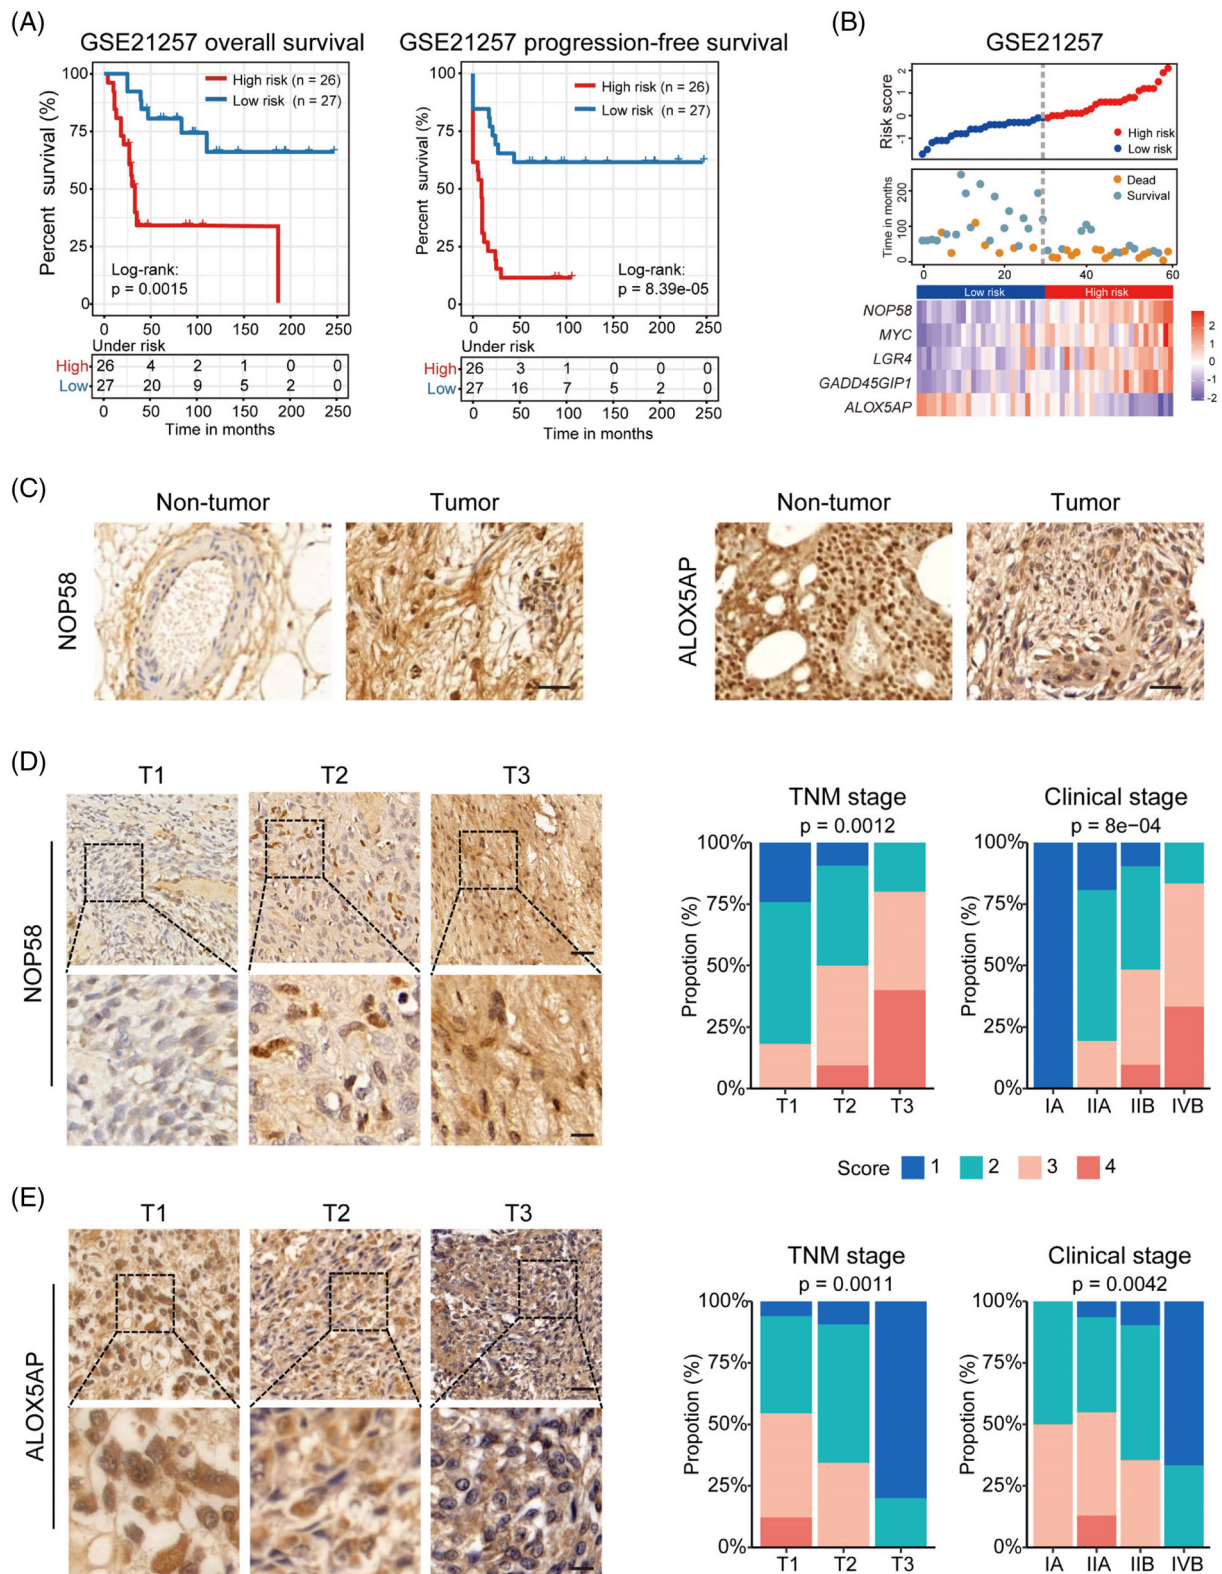 (A)
GSE21257 overall survival
GSE21257 progression-free survival
Percent survival (%)
100
75
50
25
0
High risk (n = 26)
Low risk (n = 27)
Log-rank:
p = 0.0015
0 50 100 150 200 250
Under risk
High 26 4 2 1 0 0
Low 27 20 9 5 2 0
0 50 100 150 200 250
Time in months
Percent survival (%)
100
75
50
25
0
High risk (n = 26)
Low risk (n = 27)
Log-rank:
p = 8.39e-05
0 50 100 150 200 250
Under risk
High 26 3 1 0 0 0
Low 27 16 7 5 2 0
0 50 100 150 200 250
Time in months
(B)
GSE21257
Risk score
2
1
0
-1
High risk
Low risk
Time in months
200
100
0
Dead
Survival
0 20 40 60
Low risk High risk
NOP58
MYC
LGR4
GADD45GIP1
ALOX5AP
2
1
0
-1
-2
(C)
Non-tumor Tumor
NOP58
Non-tumor Tumor
ALOX5AP
(D)
T1 T2 T3
NOP58
TNM stage
p = 0.0012
Propotion (%)
100%
75%
50%
25%
0%
T1 T2 T3
Clinical stage
p = 8e−04
Propotion (%)
100%
75%
50%
25%
0%
IA IIA IIB IVB
Score 1 2 3 4
(E)
T1 T2 T3
ALOX5AP
TNM stage
p = 0.0011
Propotion (%)
100%
75%
50%
25%
0%
T1 T2 T3
Clinical stage
p = 0.0042
Propotion (%)
100%
75%
50%
25%
0%
IA IIA IIB IVB